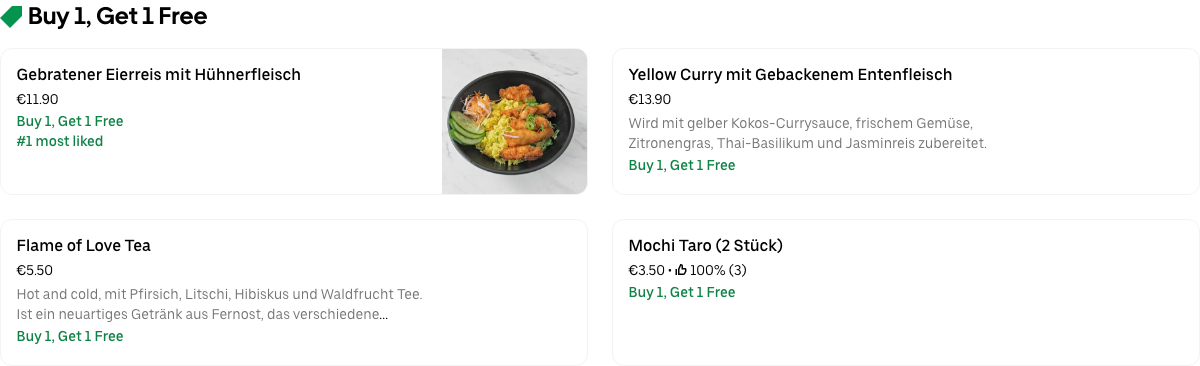 Buy 1, Get 1 Free
Gebratener Eierreis mit Hühnerfleisch
€11.90
Buy 1, Get 1 Free
#1 most liked
Yellow Curry mit Gebackenem Entenfleisch
€13.90
Wird mit gelber Kokos-Currysauce, frischem Gemüse,
Zitronengras, Thai-Basilikum und Jasminreis zubereitet.
Buy 1, Get 1 Free
Flame of Love Tea
€5.50
Hot and cold, mit Pfirsich, Litschi, Hibiskus und Waldfrucht Tee.
Ist ein neuartiges Getränk aus Fernost, das verschiedene...
Buy 1, Get 1 Free
Mochi Taro (2 Stück)
€3.50 • 100% (3)
Buy 1, Get 1 Free